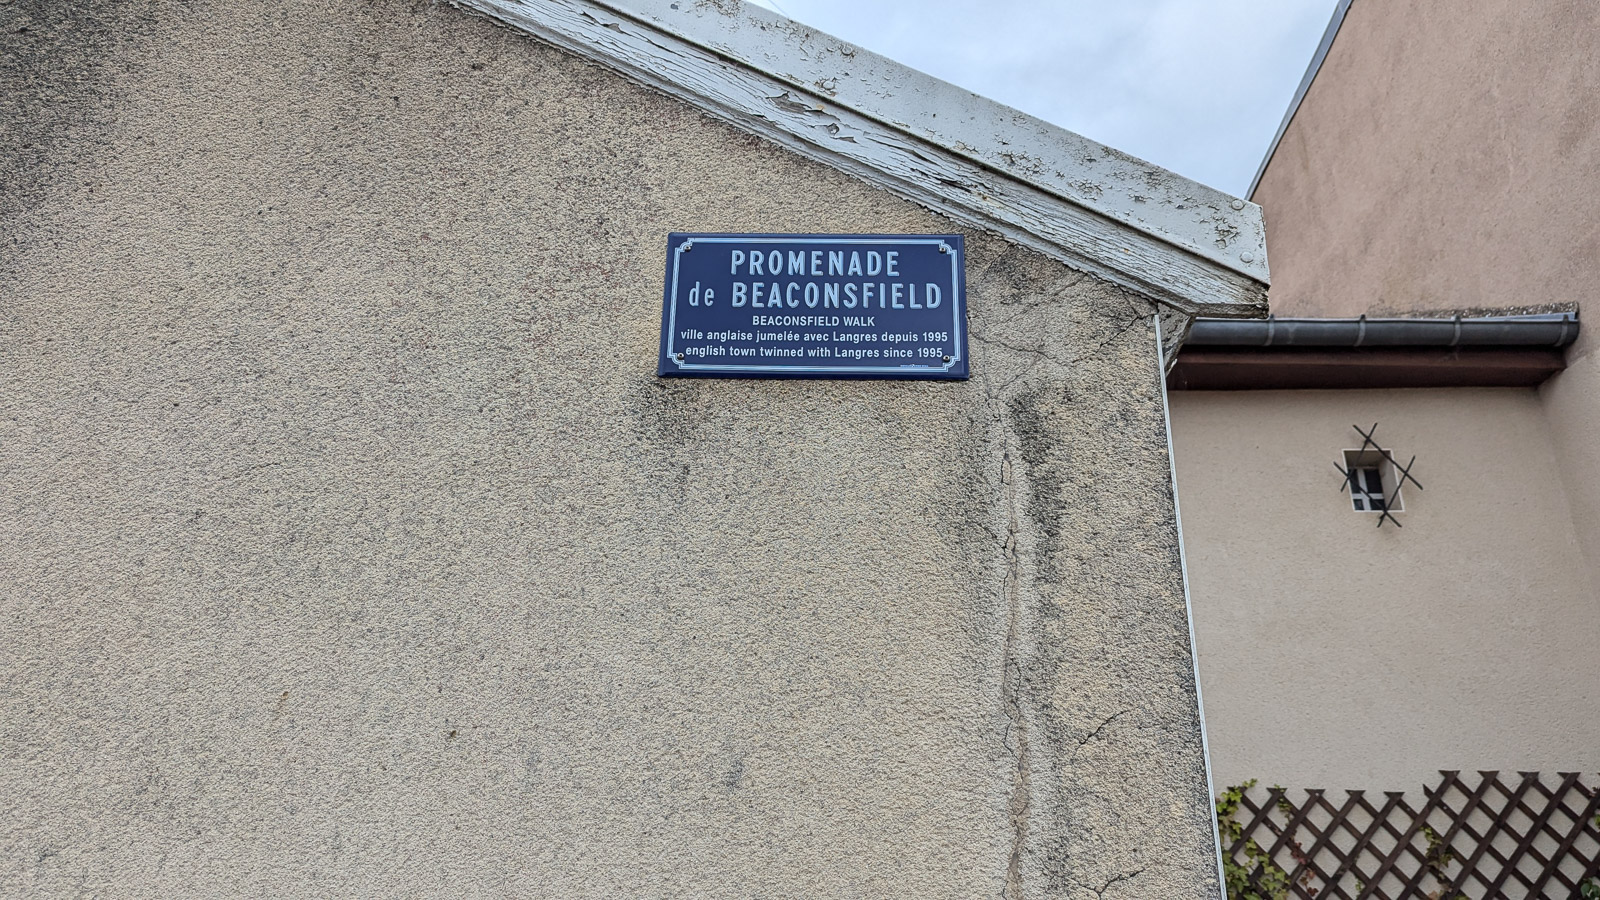 PROMENADE
de BEACONSFIELD
BEACONSFIELD WALK
ville anglaise jumelée avec Langres depuis 1995
english town twinned with Langres since 1995